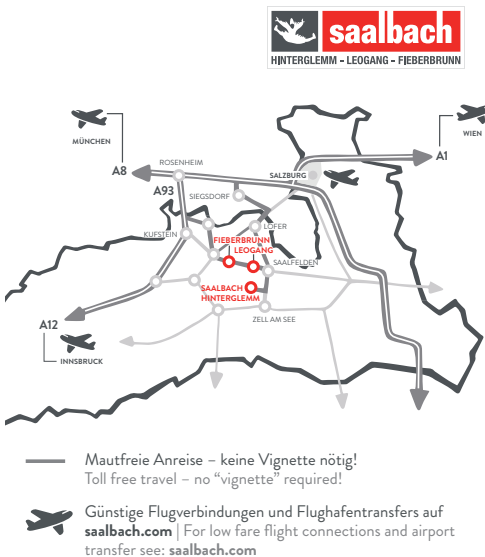 saalbach
HINTERGLEMM – LEOGANG – FIEBERBRUNN
MÜNCHEN
WIEN
A8
A1
ROSENHEIM
A93
SALZBURG
SIEGSDORF
KUFSTEIN
LOFER
FIEBERBRUNN
LEOGANG
SAALFELDEN
SAALBACH
HINTERGLEMM
ZELL AM SEE
A12
INNSBRUCK
Mautfreie Anreise – keine Vignette nötig!
Toll free travel – no “vignette” required!
Günstige Flugverbindungen und Flughafentransfers auf
saalbach.com | For low fare flight connections and airport
transfer see: saalbach.com